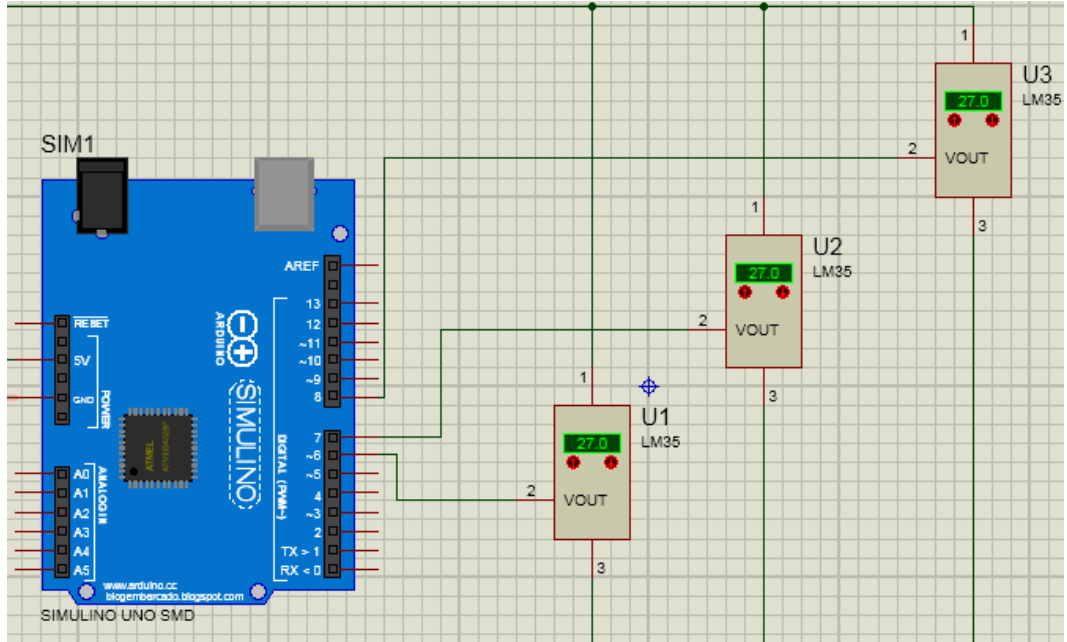 SIM1
AREF
13
12
~11
~10
~9
8
7
~6
~5
4
~3
2
TX > 1
RX < 0
DIGITAL (PWM~)
ARDUINO
SIMULINO
RESET
5V
GND
POWER
ATMEL
A0
A1
A2
A3
A4
A5
ANALOG IN
www.arduino.cc
blogembarcado.blogspot.com
SIMULINO UNO SMD
1
U3
LM35
27.0
2
VOUT
3
1
U2
LM35
27.0
2
VOUT
3
1
U1
LM35
27.0
2
VOUT
3